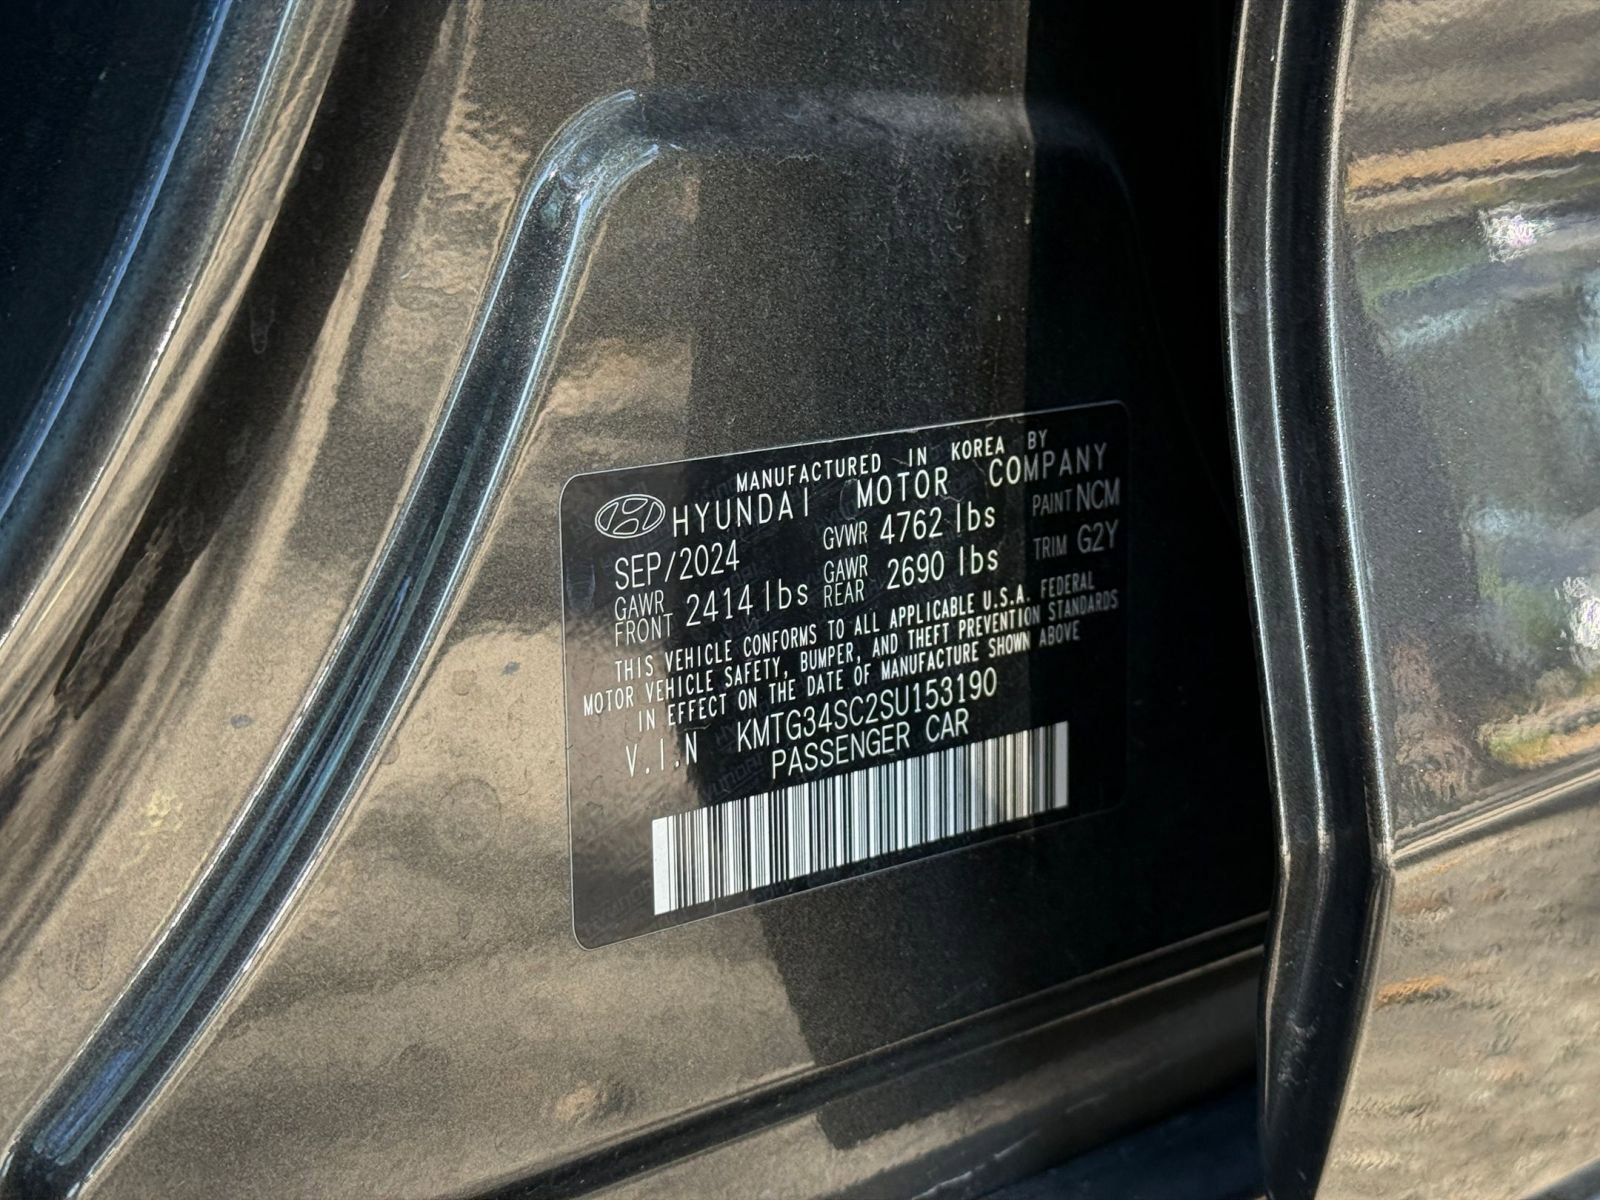 MANUFACTURED IN KOREA BY
HYUNDAI MOTOR COMPANY
SEP/2024 GVWR 4762 lbs PAINT NCM
GAWR FRONT 2414 lbs GAWR REAR 2690 lbs TRIM G2Y
THIS VEHICLE CONFORMS TO ALL APPLICABLE U.S.A. FEDERAL
MOTOR VEHICLE SAFETY, BUMPER, AND THEFT PREVENTION STANDARDS
IN EFFECT ON THE DATE OF MANUFACTURE SHOWN ABOVE
V.I.N KMTG34SC2SU153190
PASSENGER CAR